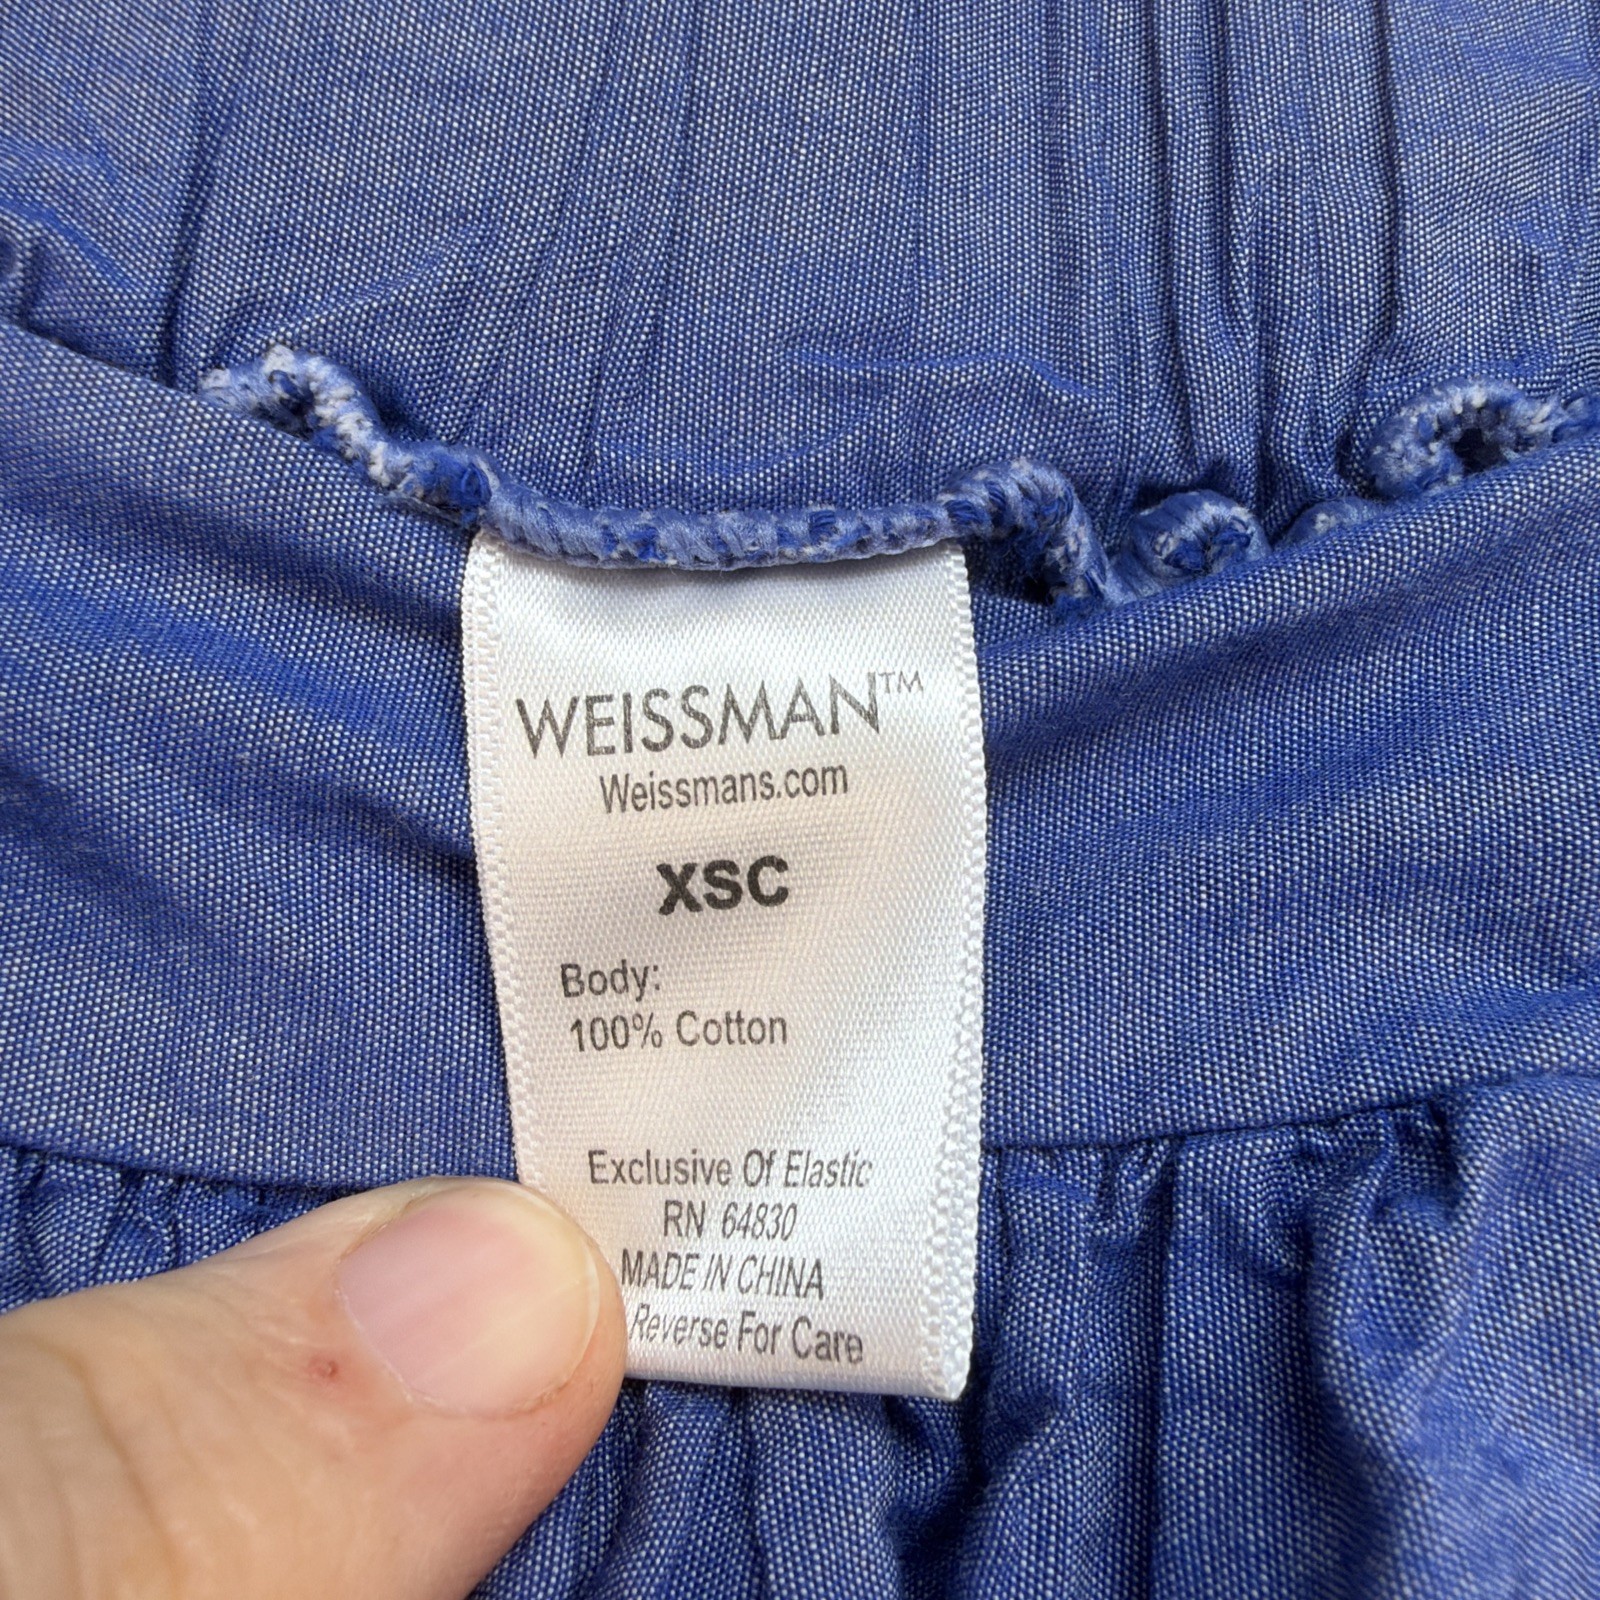 WEISSMAN™
Weissmans.com
XSC
Body:
100% Cotton
Exclusive Of Elastic
RN 64830
MADE IN CHINA
Reverse For Care